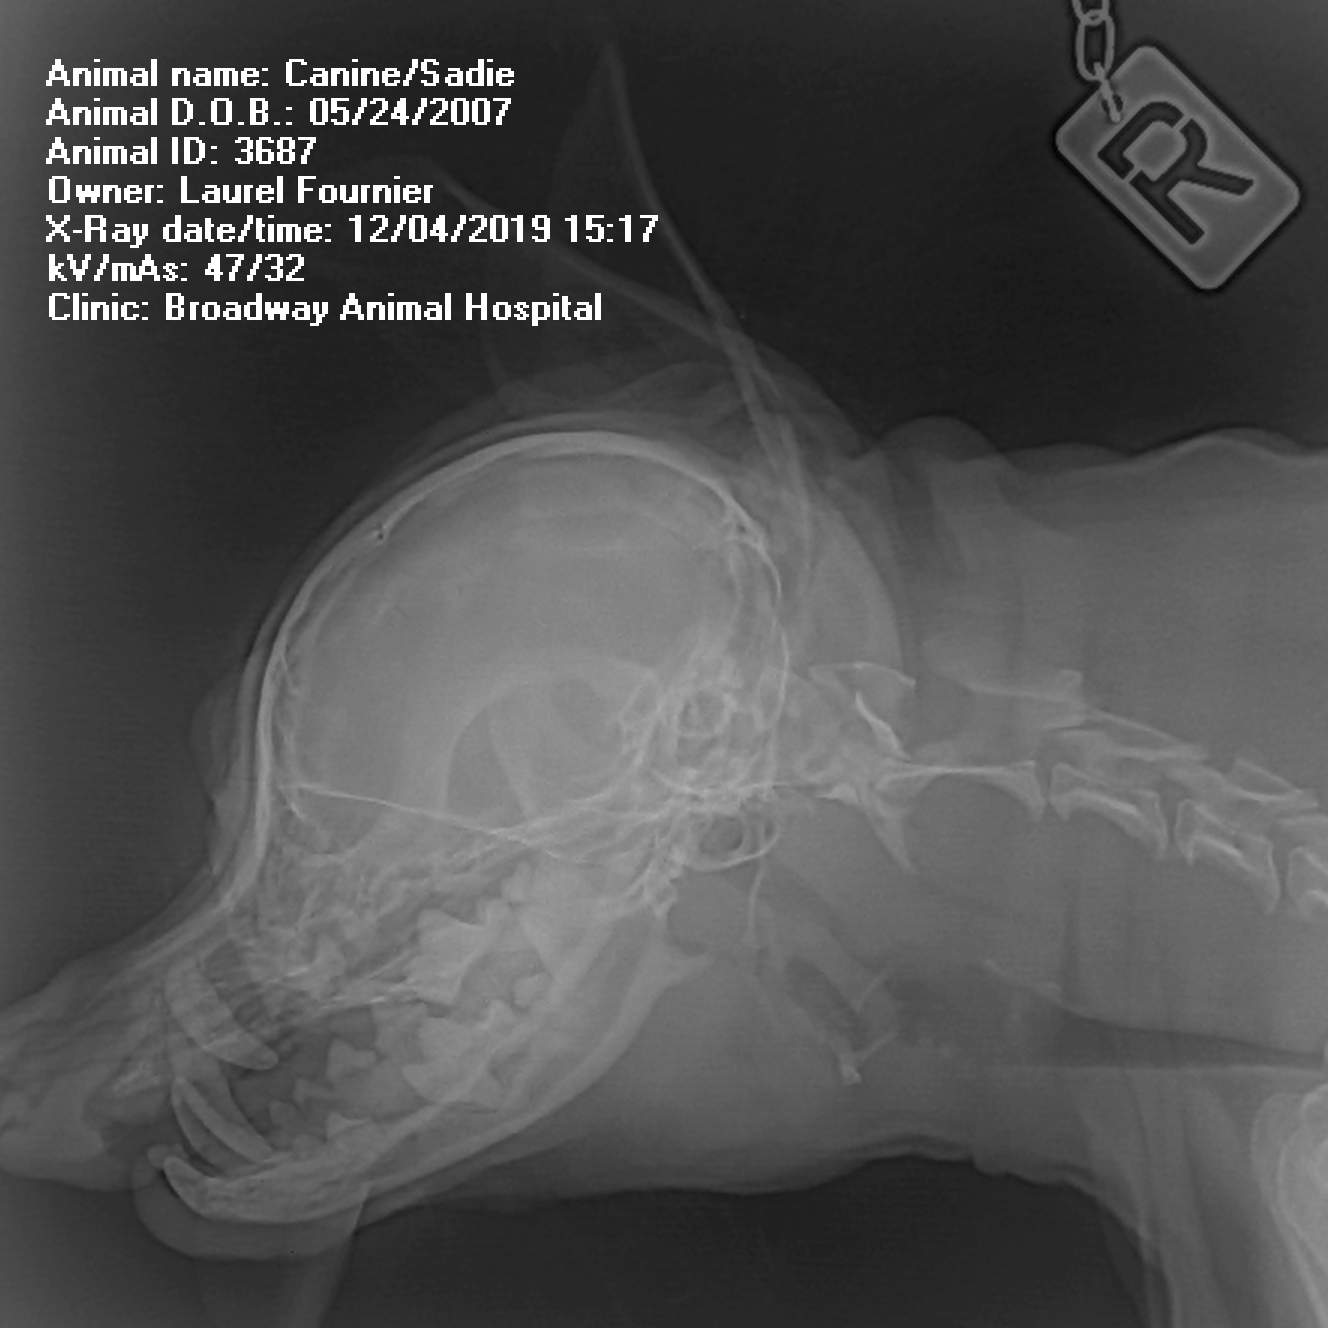 Animal name: Canine/Sadie
Animal D.O.B.: 05/24/2007
Animal ID: 3687
Owner: Laurel Fournier
X-Ray date/time: 12/04/2019 15:17
kV/mAs: 47/32
Clinic: Broadway Animal Hospital
R